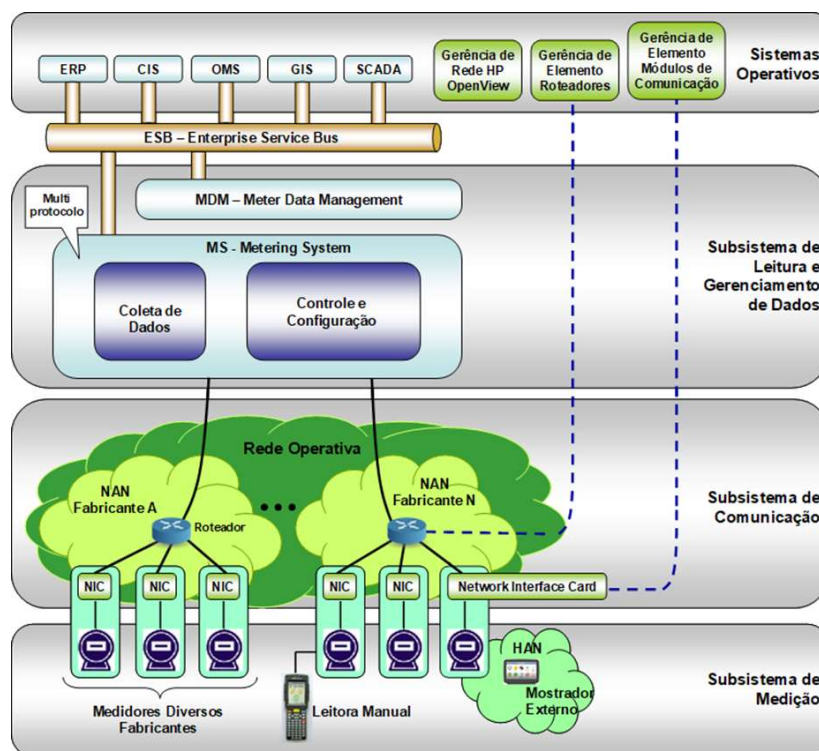 ERP
CIS
OMS
GIS
SCADA
Gerência de
Rede HP
OpenView
Gerência de
Elemento
Roteadores
Gerência de
Elemento
Módulos de
Comunicação
Sistemas
Operativos
ESB – Enterprise Service Bus
Multi
protocolo
MDM – Meter Data Management
MS - Metering System
Coleta de
Dados
Controle e
Configuração
Subsistema de
Leitura e
Gerenciamento
de Dados
Rede Operativa
NAN
Fabricante A
Roteador
NAN
Fabricante N
Subsistema de
Comunicação
NIC
NIC
NIC
NIC
NIC
Network Interface Card
Medidores Diversos
Fabricantes
Leitora Manual
HAN
Mostrador
Externo
Subsistema de
Medição